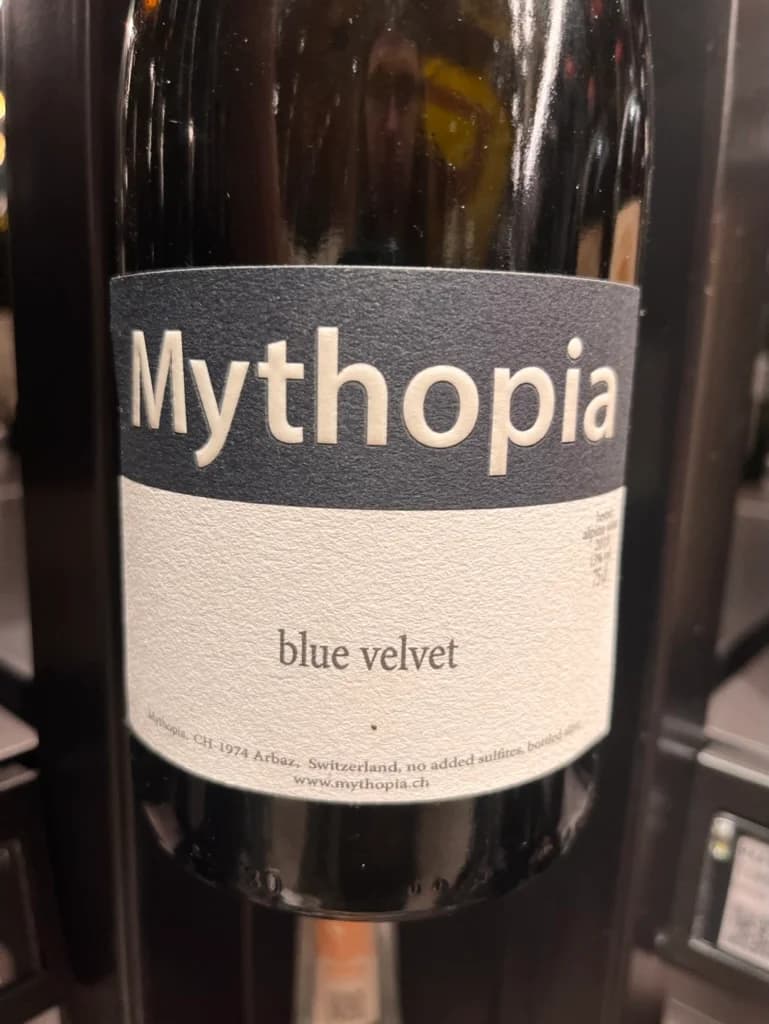 Mythopia
blue velvet
Mythopia, CH-1974 Arbaz, Switzerland, no added sulfites, bottled
www.mythopia.ch